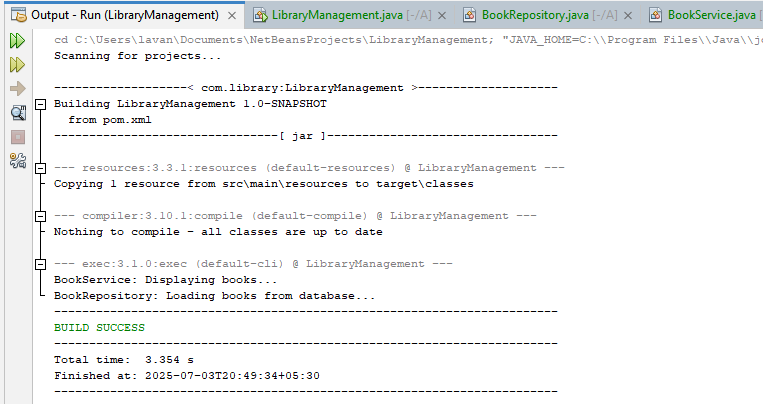 Output - Run (LibraryManagement) × LibraryManagement.java [-/A] × BookRepository.java [-/A] × BookService.java [-/A]
cd C:\Users\lavan\Documents\NetBeansProjects\LibraryManagement; "JAVA_HOME=C:\\Program Files\\Java\\
Scanning for projects...
-------------------< com.library:LibraryManagement >--------------------
Building LibraryManagement 1.0-SNAPSHOT
from pom.xml
--------------------------------[ jar ]---------------------------------
--- resources:3.3.1:resources (default-resources) @ LibraryManagement ---
Copying 1 resource from src\main\resources to target\classes
--- compiler:3.10.1:compile (default-compile) @ LibraryManagement ---
Nothing to compile - all classes are up to date
--- exec:3.1.0:exec (default-cli) @ LibraryManagement ---
BookService: Displaying books...
BookRepository: Loading books from database...
------------------------------------------------------------------------
BUILD SUCCESS
------------------------------------------------------------------------
Total time:  3.354 s
Finished at: 2025-07-03T20:49:34+05:30
------------------------------------------------------------------------